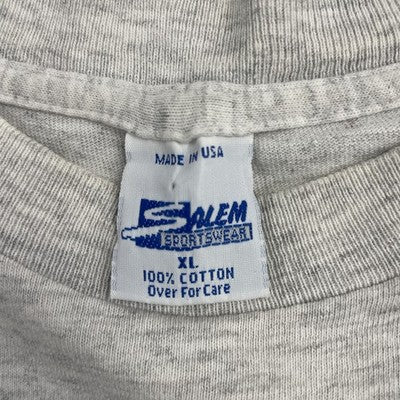 MADE IN USA
SALEM
SPORTSWEAR
XL
100% COTTON
Over For Care